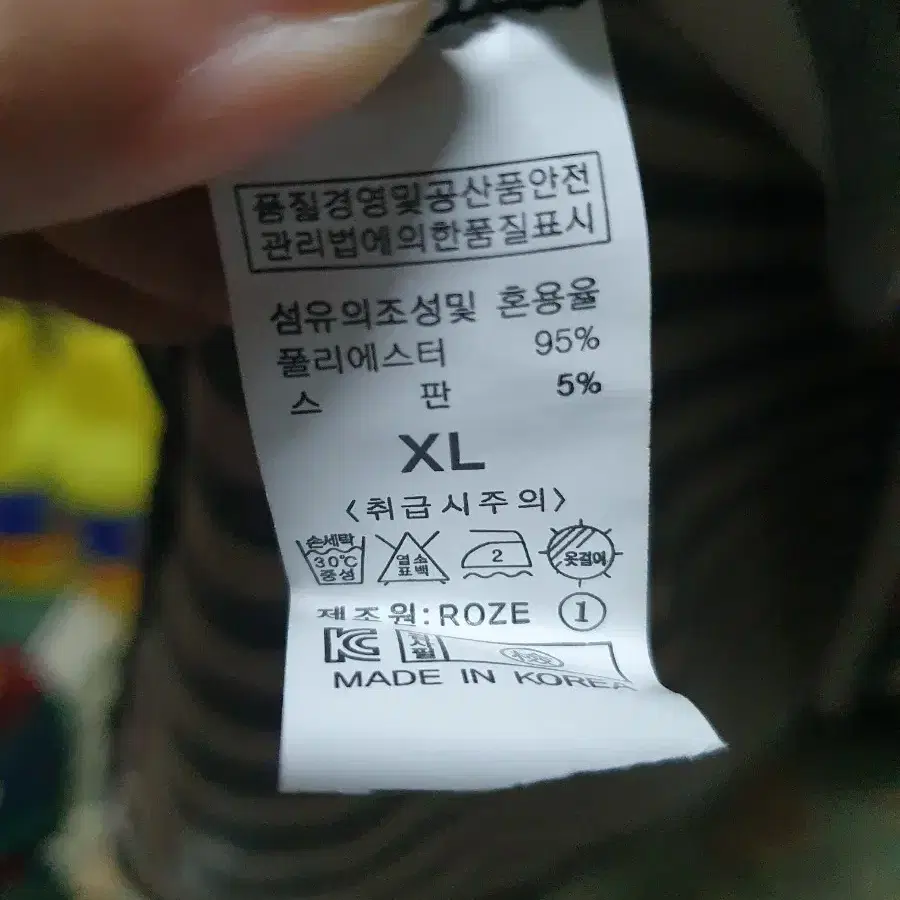 품질경영및공산품안전
관리법에의한품질표시
섬유의조성및 혼용율
폴리에스터 95%
스 판 5%
XL
<취급시주의>
손세탁 30℃ 중성
염소 표백
2
옷걸이
제조원: ROZE ①
KC 검사필 檢
MADE IN KOREA